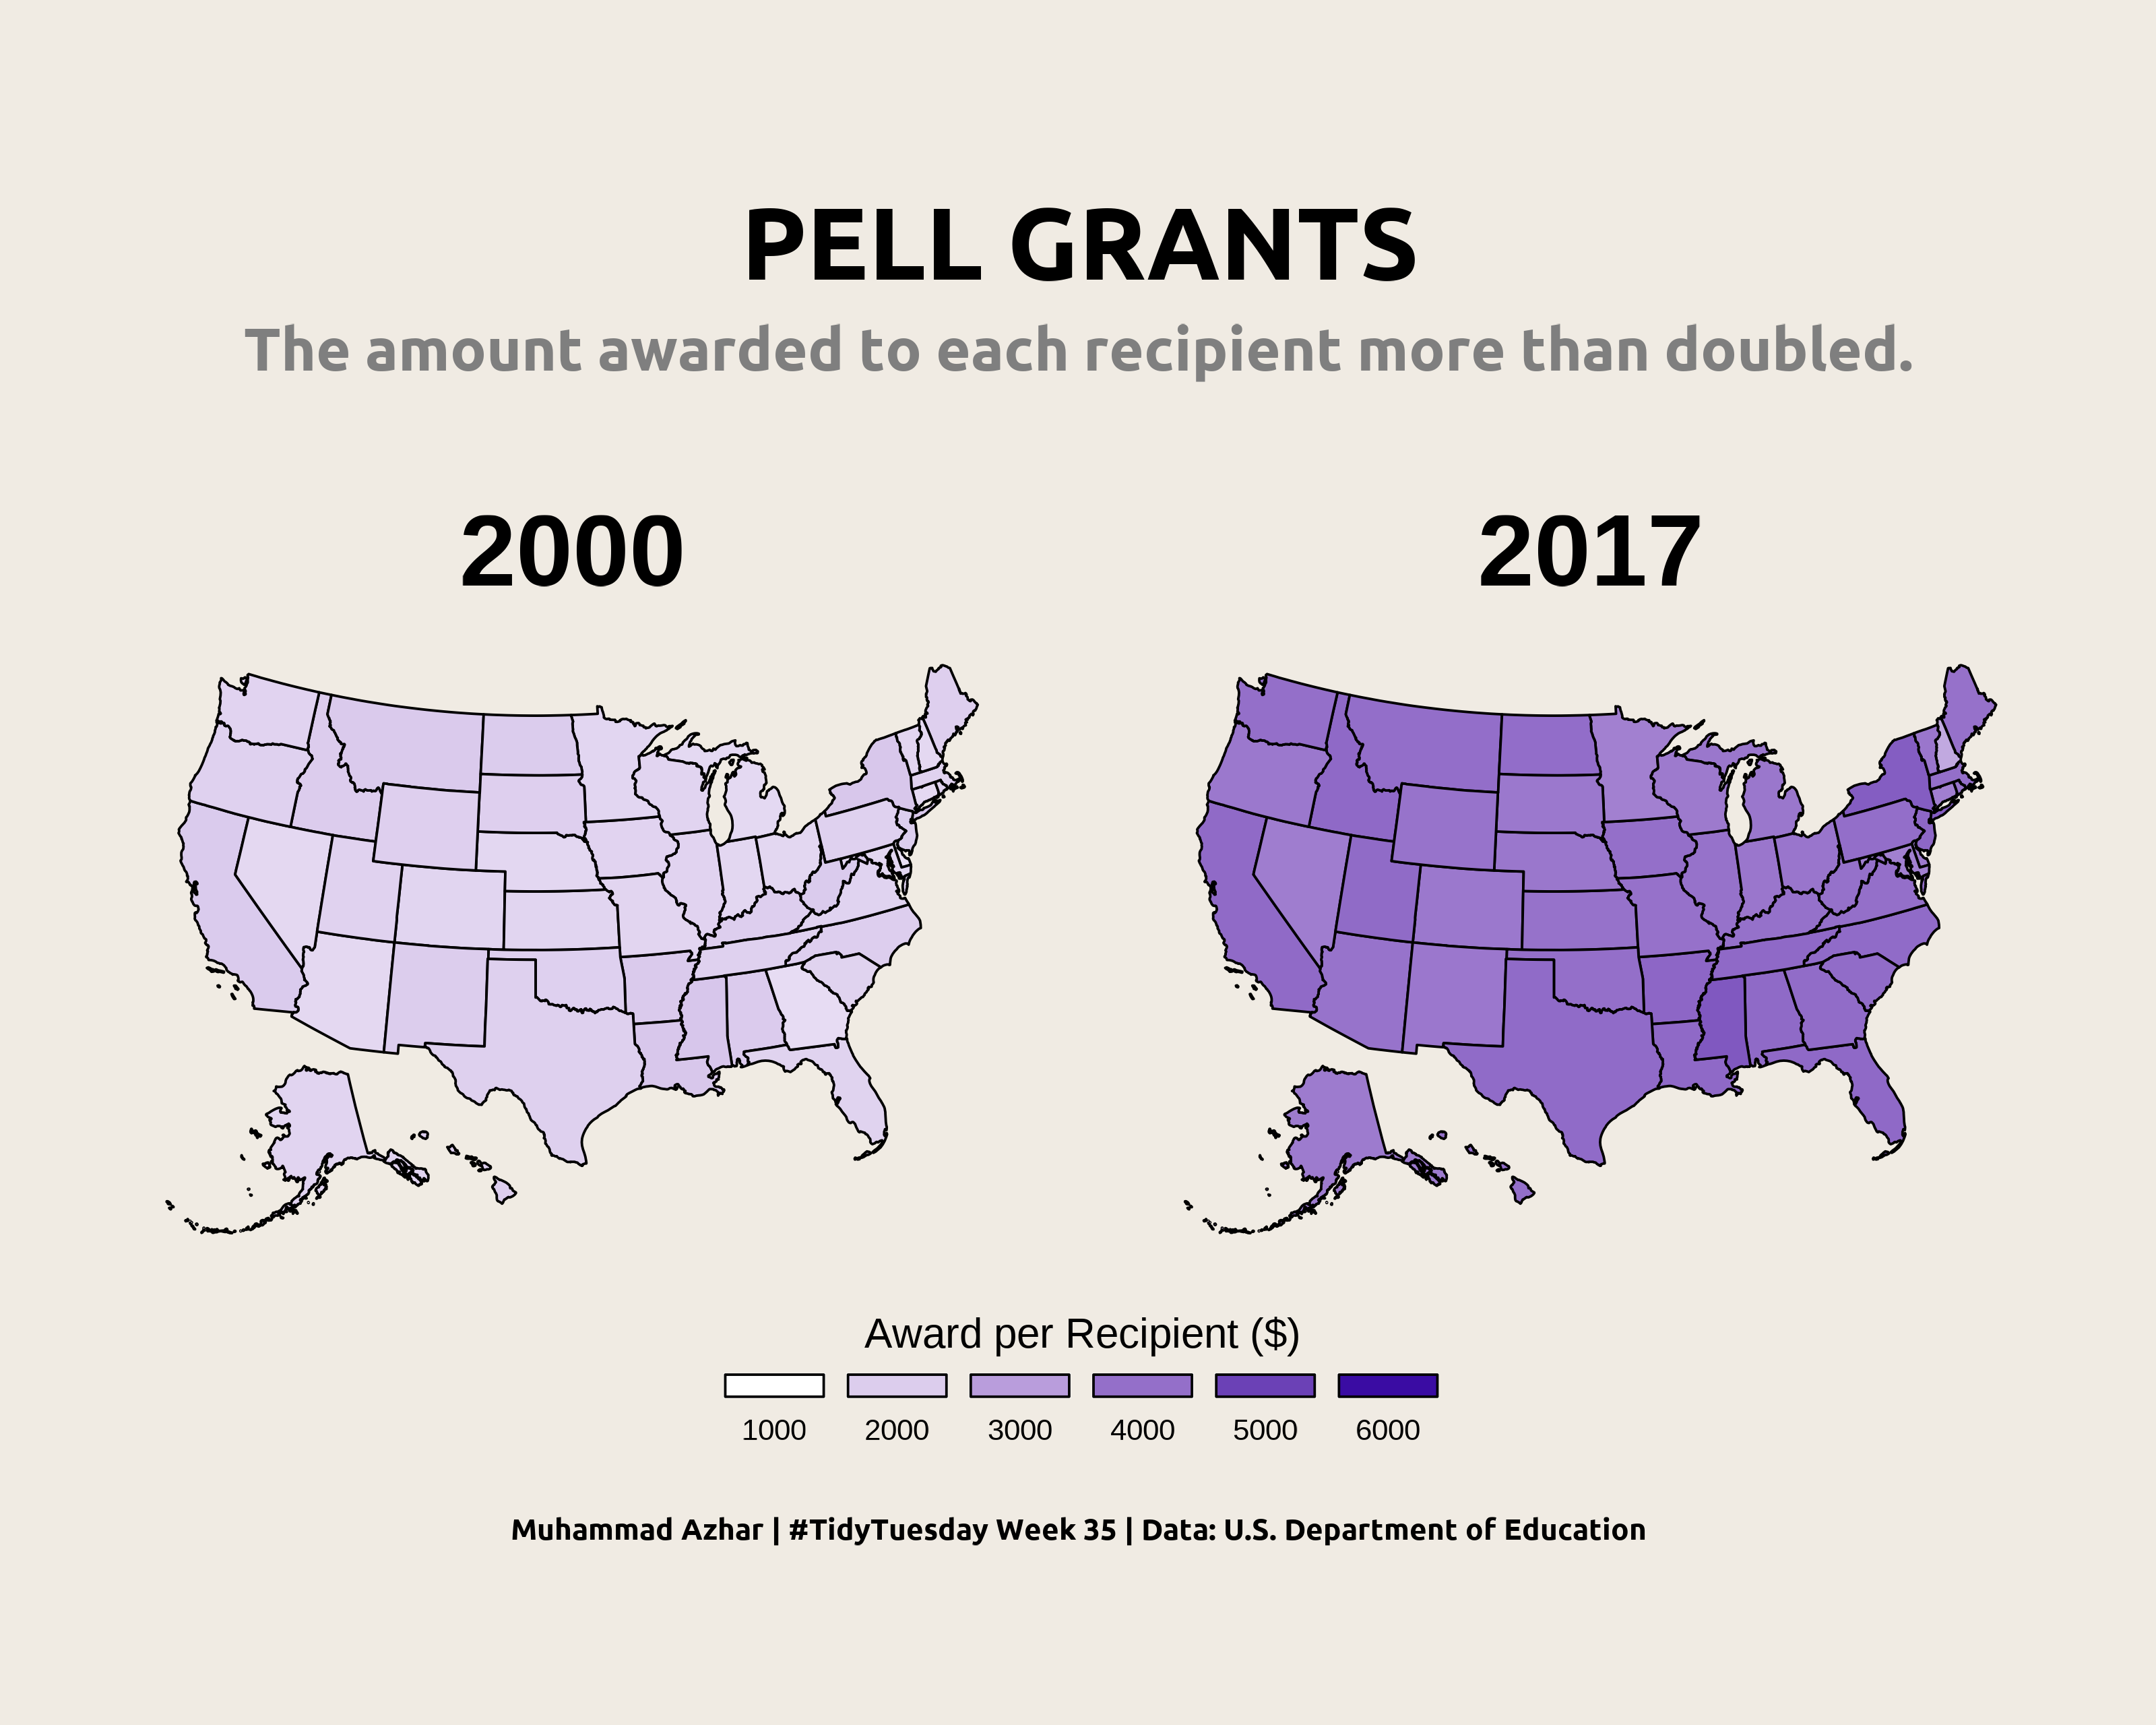 PELL GRANTS
The amount awarded to each recipient more than doubled.
2000
2017
Award per Recipient ($)
1000 2000 3000 4000 5000 6000
Muhammad Azhar | #TidyTuesday Week 35 | Data: U.S. Department of Education